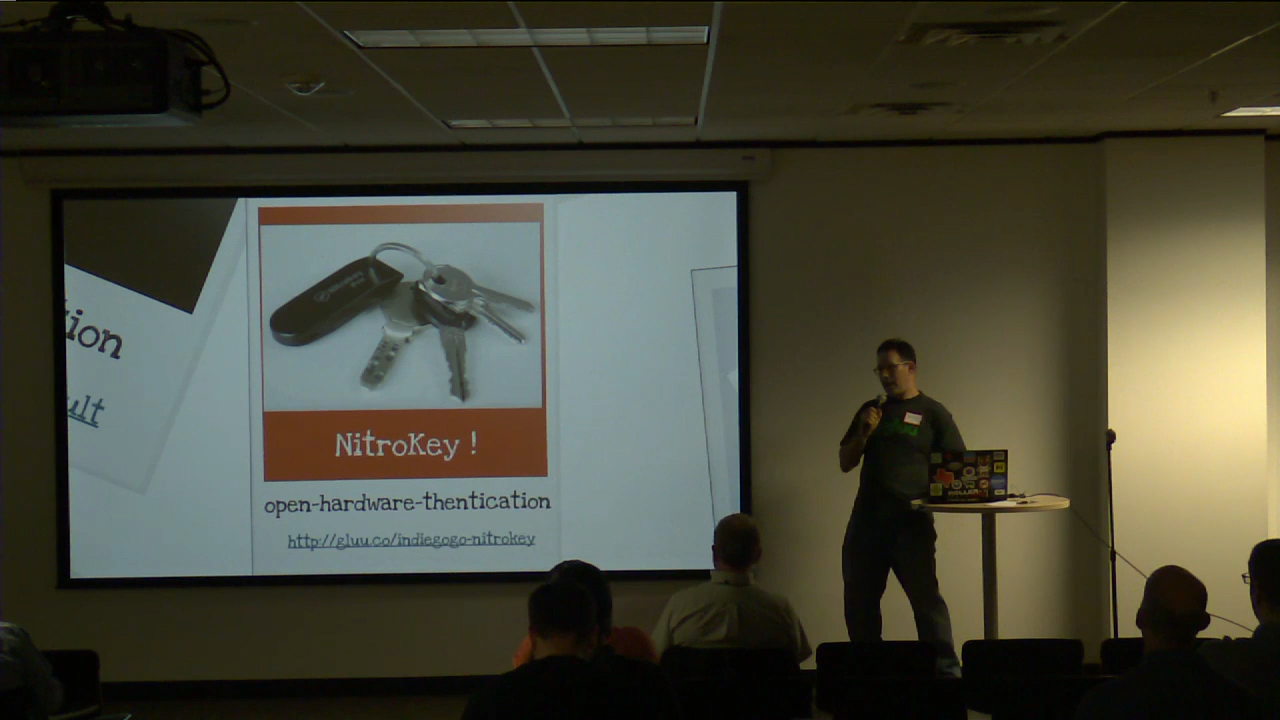 ion
ult
NitroKey !
open-hardware-thentication
http://gluu.co/indiegogo-nitrokey